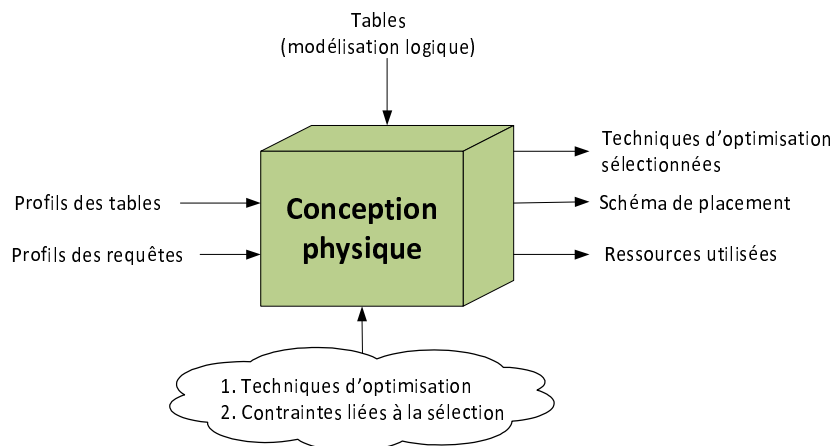 Tables
(modélisation logique)
Techniques d'optimisation
sélectionnées
Profils des tables
Conception
physique
Schéma de placement
Profils des requêtes
Ressources utilisées
1. Techniques d'optimisation
2. Contraintes liées à la sélection